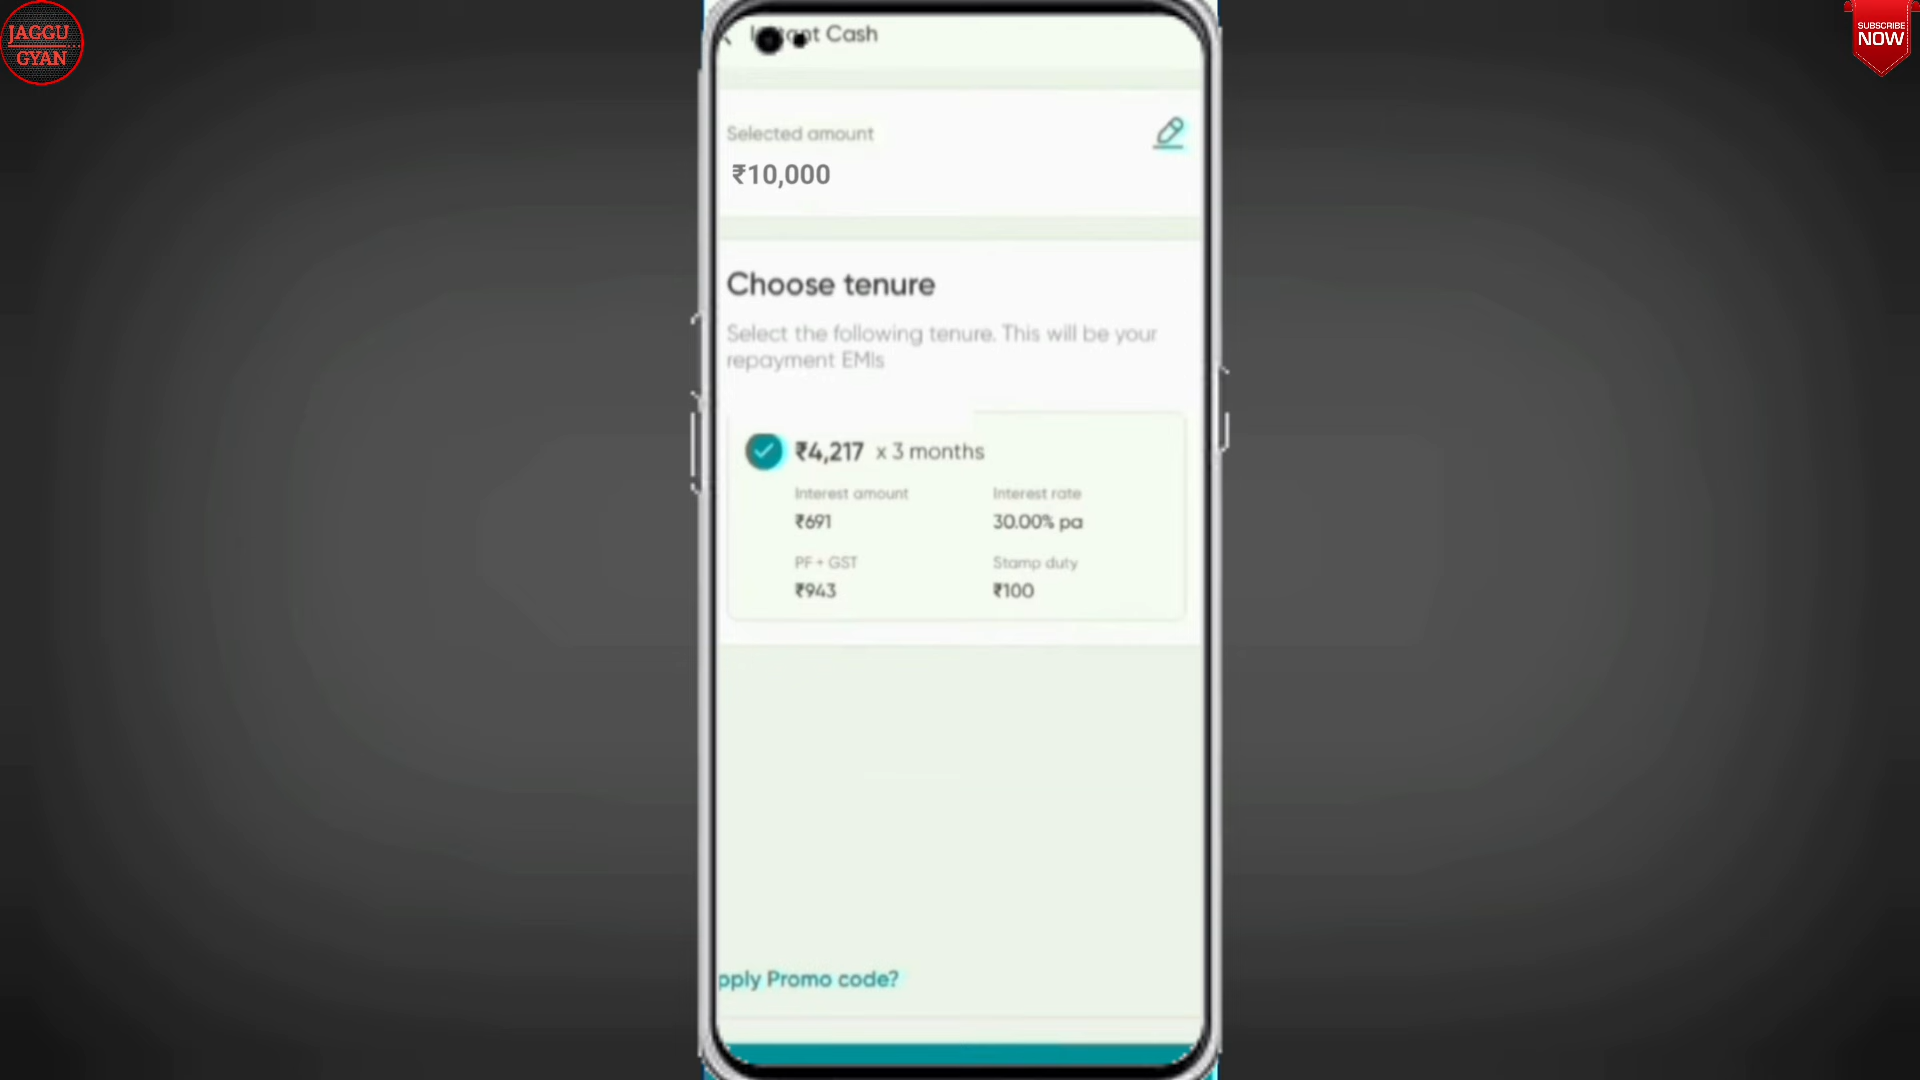 JAGGU
GYAN
SUBSCRIBE
NOW
Cash
Selected amount
₹10,000
Choose tenure
Select the following tenure. This will be your
repayment EMIs
₹4,217 x 3 months
Interest amount
Interest rate
₹691
30.00% pa
PF + GST
Stamp duty
₹943
₹100
pply Promo code?